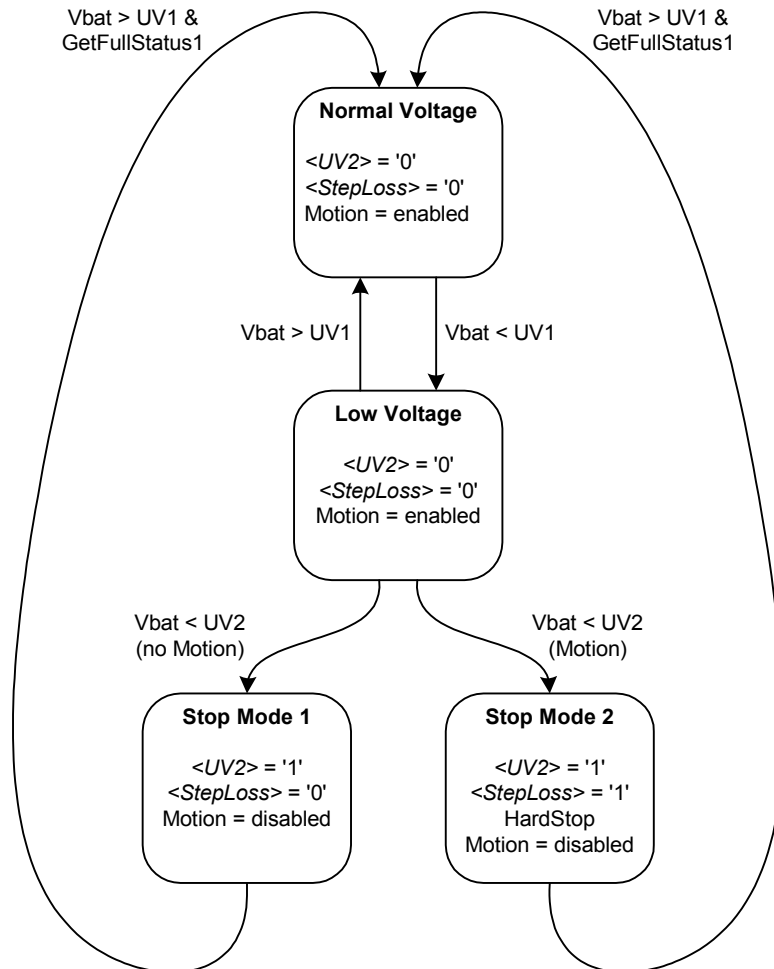 Vbat > UV1 &
GetFullStatus1
Vbat > UV1 &
GetFullStatus1
Normal Voltage
<UV2> = '0'
<StepLoss> = '0'
Motion = enabled
Vbat > UV1
Vbat < UV1
Low Voltage
<UV2> = '0'
<StepLoss> = '0'
Motion = enabled
Vbat < UV2
(no Motion)
Vbat < UV2
(Motion)
Stop Mode 1
<UV2> = '1'
<StepLoss> = '0'
Motion = disabled
Stop Mode 2
<UV2> = '1'
<StepLoss> = '1'
HardStop
Motion = disabled